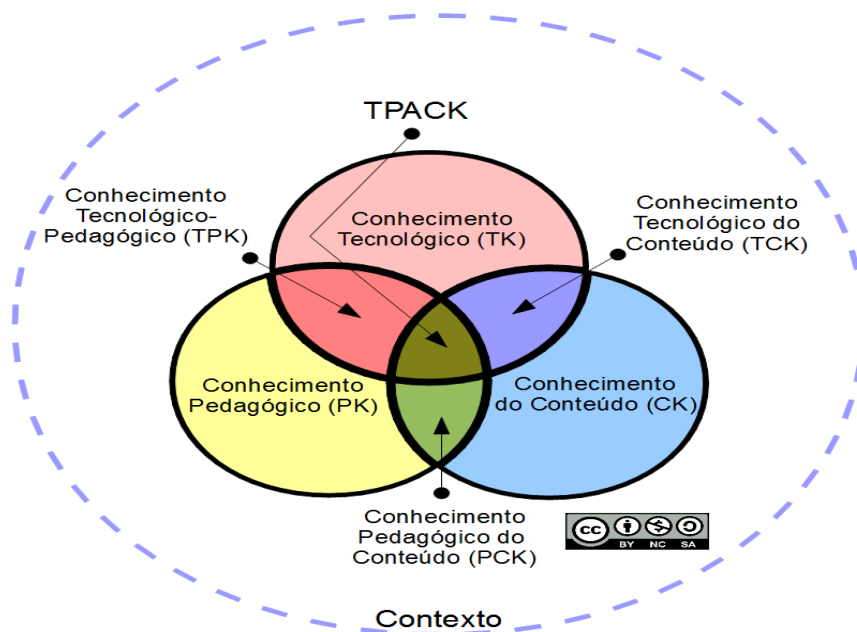 TPACK
Conhecimento
Tecnológico-
Pedagógico (TPK)
Conhecimento
Tecnológico (TK)
Conhecimento
Tecnológico do
Conteúdo (TCK)
Conhecimento
Pedagógico (PK)
Conhecimento
do Conteúdo (CK)
Conhecimento
Pedagógico do
Conteúdo (PCK)
cc
BY NC SA
Contexto